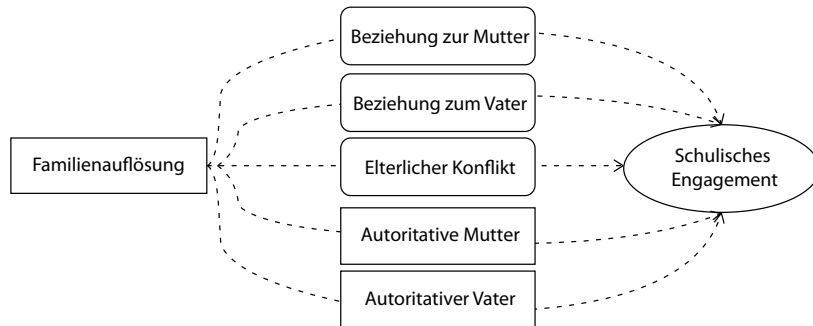 Beziehung zur Mutter
Beziehung zum Vater
Familienauflösung
Elterlicher Konflikt
Schulisches
Engagement
Autoritative Mutter
Autoritativer Vater